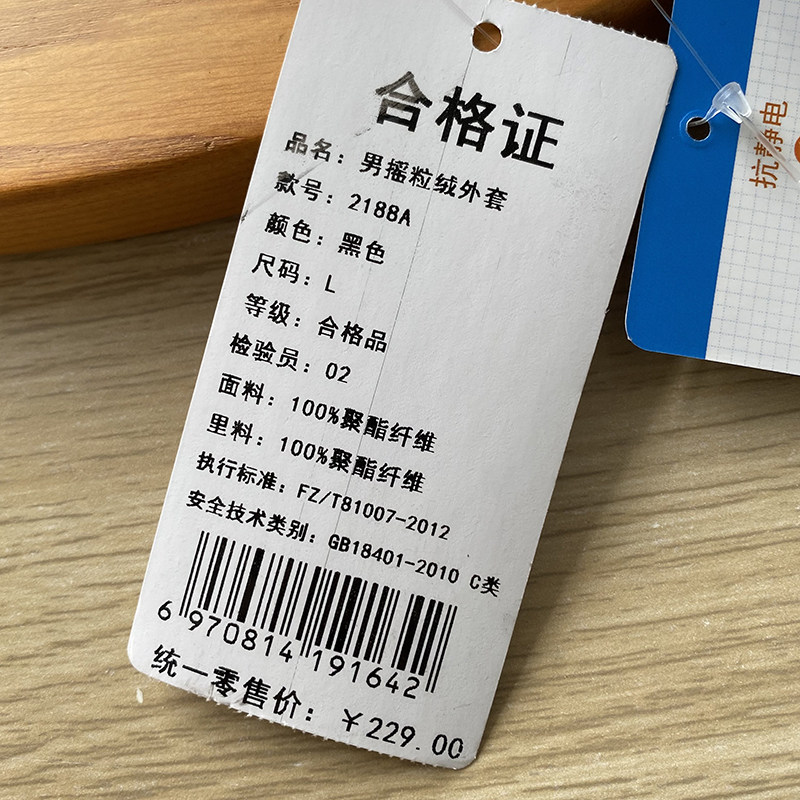 合格证
品名：男摇粒绒外套
款号：2188A
颜色：黑色
尺码：L
等级：合格品
检验员：02
面料：100%聚酯纤维
里料：100%聚酯纤维
执行标准：FZ/T81007-2012
安全技术类别：GB18401-2010 C类
6 970814 191642
统一零售价：￥229.00
抗静电